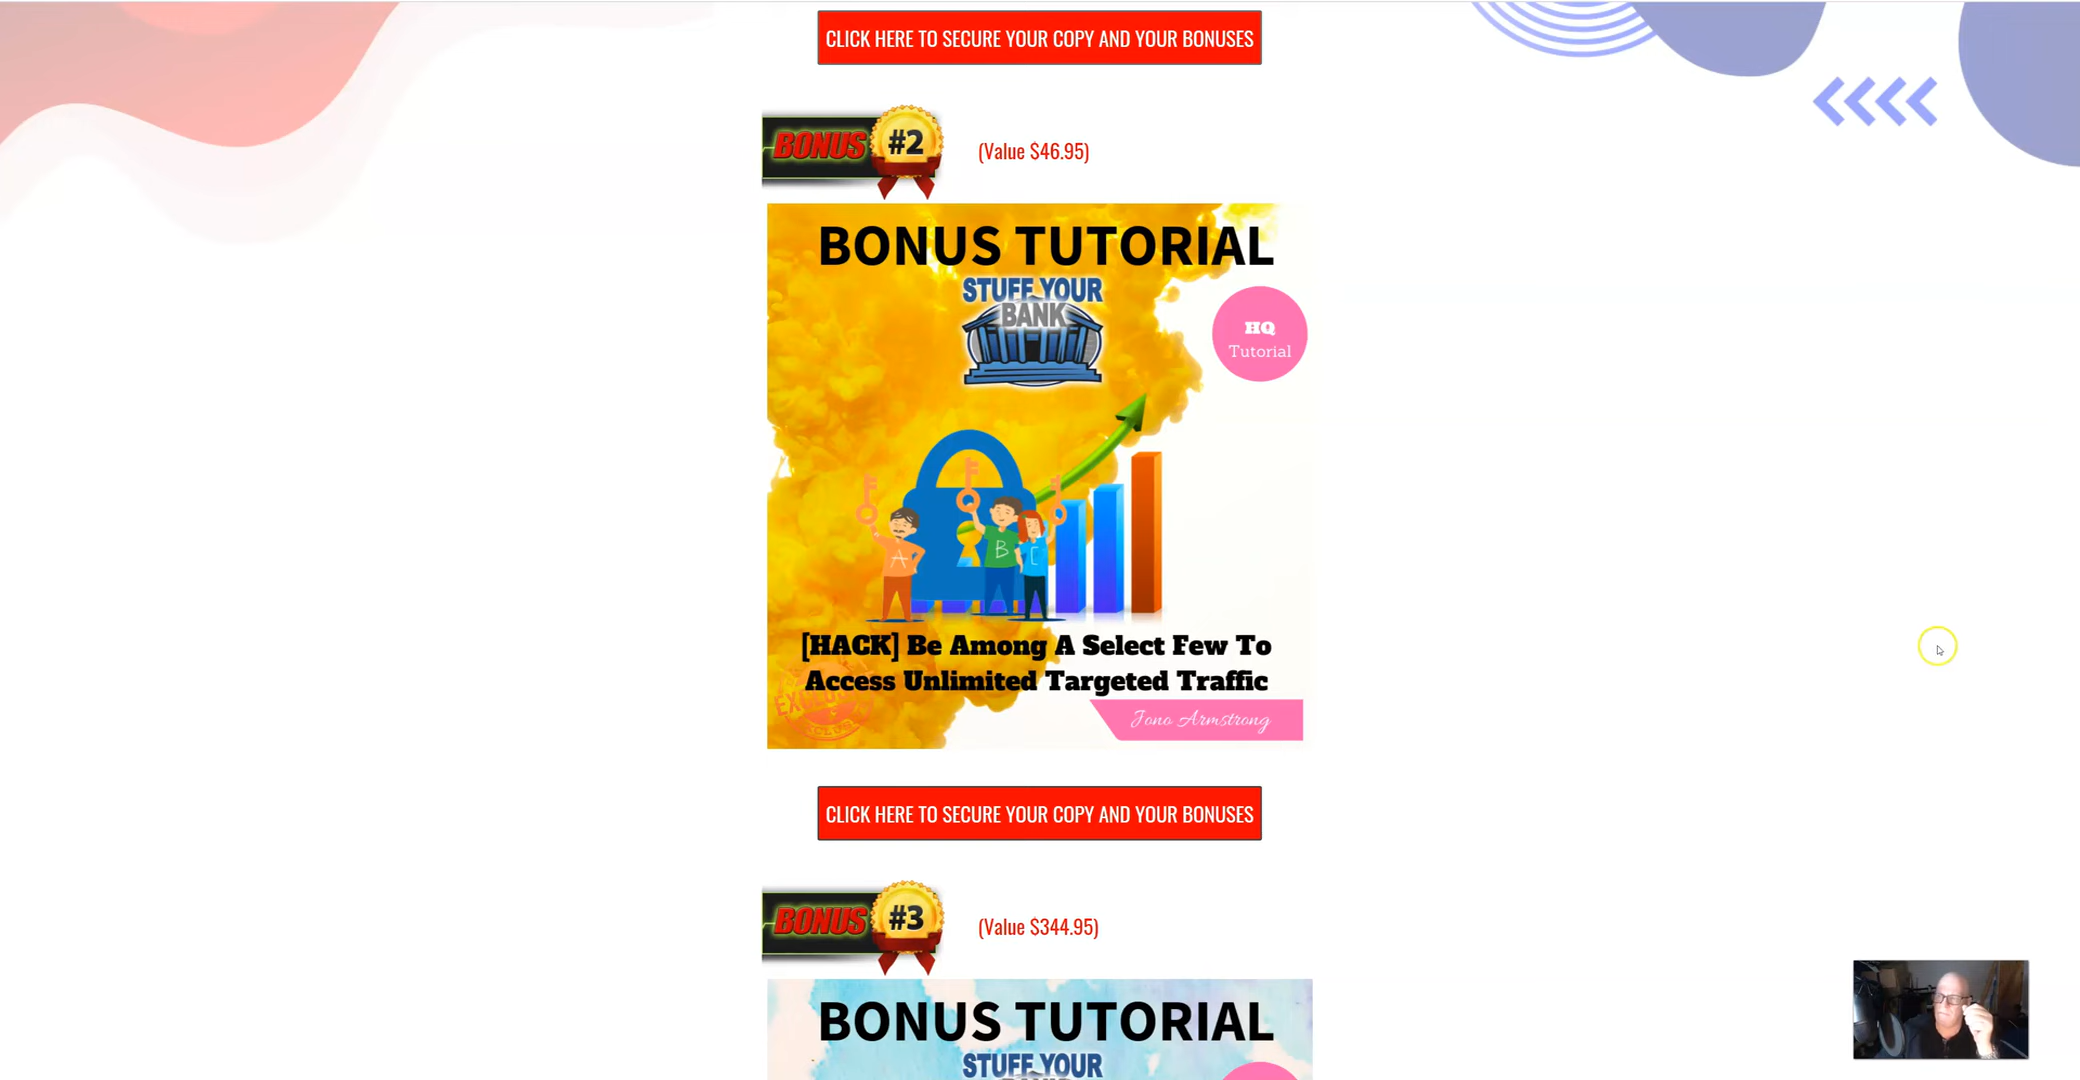 CLICK HERE TO SECURE YOUR COPY AND YOUR BONUSES
BONUS #2
(Value $46.95)
BONUS TUTORIAL
STUFF YOUR
BANK
HQ
Tutorial
A
B
C
[HACK] Be Among A Select Few To
Access Unlimited Targeted Traffic
Jono Armstrong
CLICK HERE TO SECURE YOUR COPY AND YOUR BONUSES
BONUS #3
(Value $344.95)
BONUS TUTORIAL
STUFF YOUR